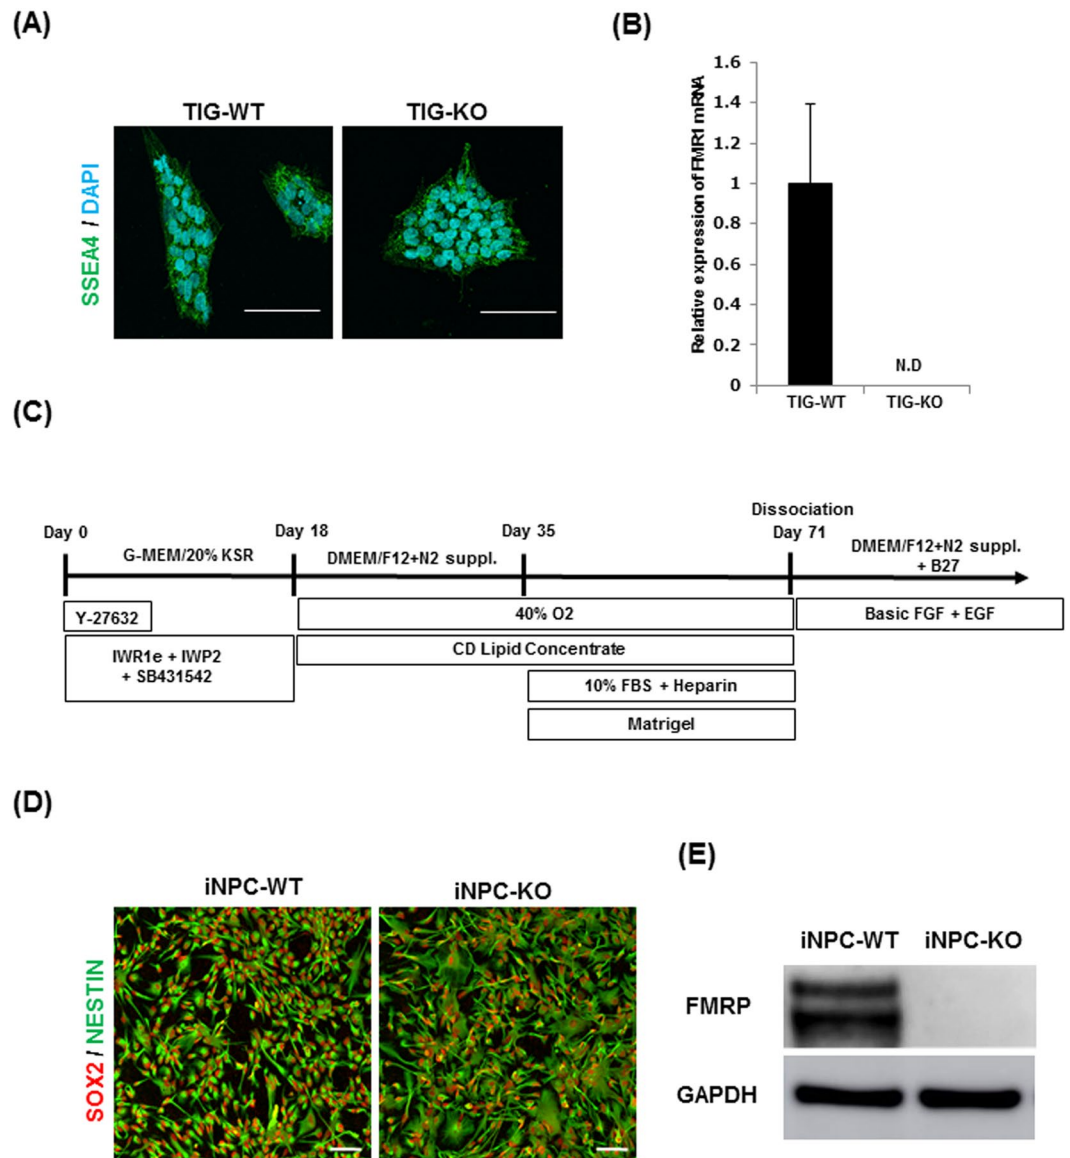 (A)
TIG-WT
TIG-KO
SSEA4 / DAPI
(B)
Relative expression of FMR1 mRNA
1.6
1.4
1.2
1
0.8
0.6
0.4
0.2
0
N.D
TIG-WT
TIG-KO
(C)
Day 0
Day 18
Day 35
Dissociation
Day 71
G-MEM/20% KSR
DMEM/F12+N2 suppl.
DMEM/F12+N2 suppl.
+ B27
Y-27632
40% O2
Basic FGF + EGF
IWR1e + IWP2
+ SB431542
CD Lipid Concentrate
10% FBS + Heparin
Matrigel
(D)
iNPC-WT
iNPC-KO
SOX2 / NESTIN
(E)
iNPC-WT
iNPC-KO
FMRP
GAPDH